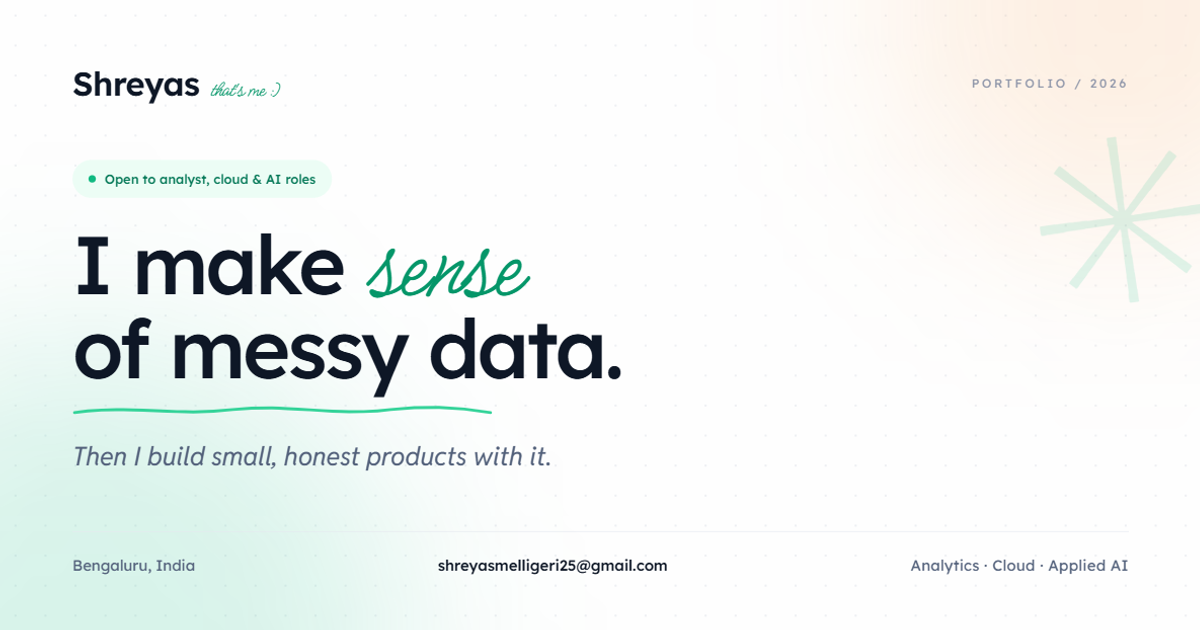 Shreyas that's me :)
PORTFOLIO / 2026
Open to analyst, cloud & AI roles
I make sense
of messy data.
Then I build small, honest products with it.
Bengaluru, India
shreyasmelligeri25@gmail.com
Analytics · Cloud · Applied AI